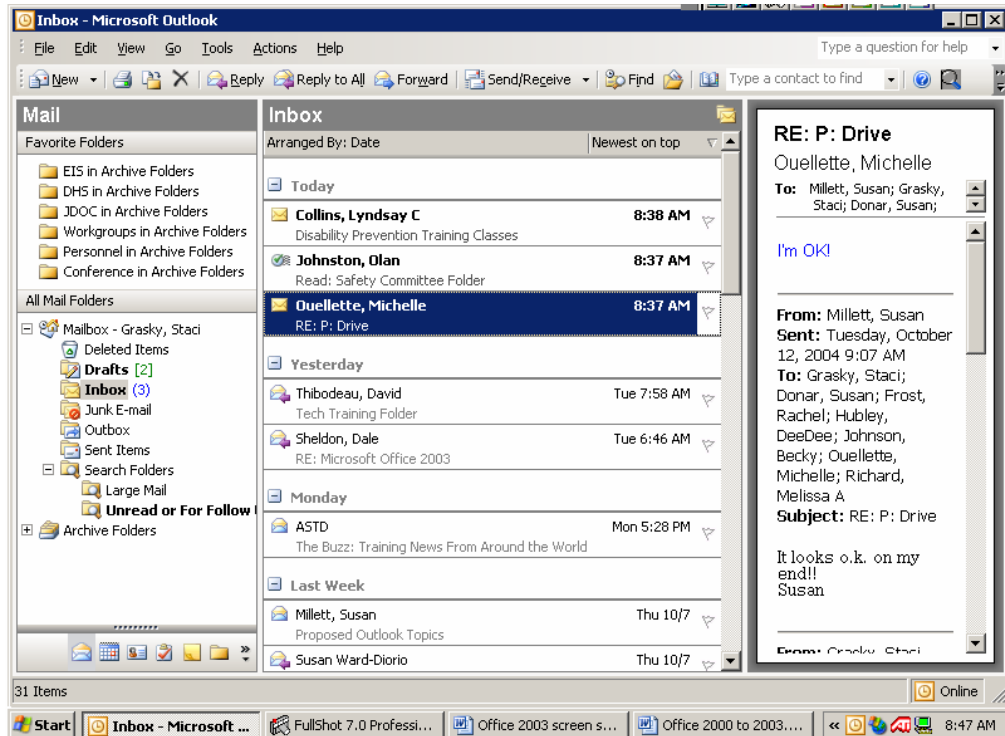 Inbox - Microsoft Outlook
File Edit View Go Tools Actions Help Type a question for help
New Reply Reply to All Forward Send/Receive Find Type a contact to find
Mail
Favorite Folders
EIS in Archive Folders
DHS in Archive Folders
JDOC in Archive Folders
Workgroups in Archive Folders
Personnel in Archive Folders
Conference in Archive Folders
All Mail Folders
Mailbox - Grasky, Staci
Deleted Items
Drafts [2]
Inbox (3)
Junk E-mail
Outbox
Sent Items
Search Folders
Large Mail
Unread or For Follow
Archive Folders
Inbox
Arranged By: Date Newest on top
Today
Collins, Lyndsay C 8:38 AM
Disability Prevention Training Classes
Johnston, Olan 8:37 AM
Read: Safety Committee Folder
Ouellette, Michelle 8:37 AM
RE: P: Drive
Yesterday
Thibodeau, David Tue 7:58 AM
Tech Training Folder
Sheldon, Dale Tue 6:46 AM
RE: Microsoft Office 2003
Monday
ASTD Mon 5:28 PM
The Buzz: Training News From Around the World
Last Week
Millett, Susan Thu 10/7
Proposed Outlook Topics
Susan Ward-Diorio Thu 10/7
RE: P: Drive
Ouellette, Michelle
To: Millett, Susan; Grasky,
Staci; Donar, Susan;
I'm OK!
From: Millett, Susan
Sent: Tuesday, October
12, 2004 9:07 AM
To: Grasky, Staci;
Donar, Susan; Frost,
Rachel; Hubley,
DeeDee; Johnson,
Becky; Ouellette,
Michelle; Richard,
Melissa A
Subject: RE: P: Drive
It looks o.k. on my
end!!
Susan
From: Grasky, Staci
31 Items Online
Start Inbox - Microsoft ... FullShot 7.0 Professi... Office 2003 screen s... Office 2000 to 2003.... « 8:47 AM